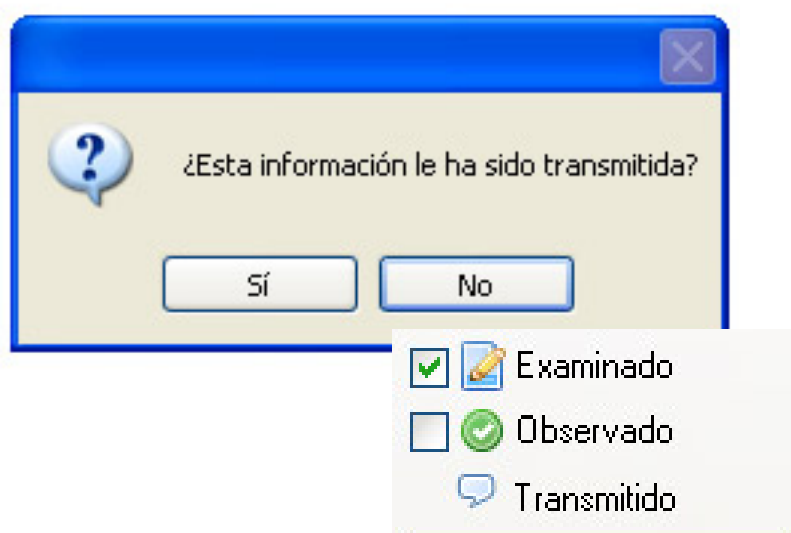 ¿Esta información le ha sido transmitida?
Sí
No
Examinado
Observado
Transmitido